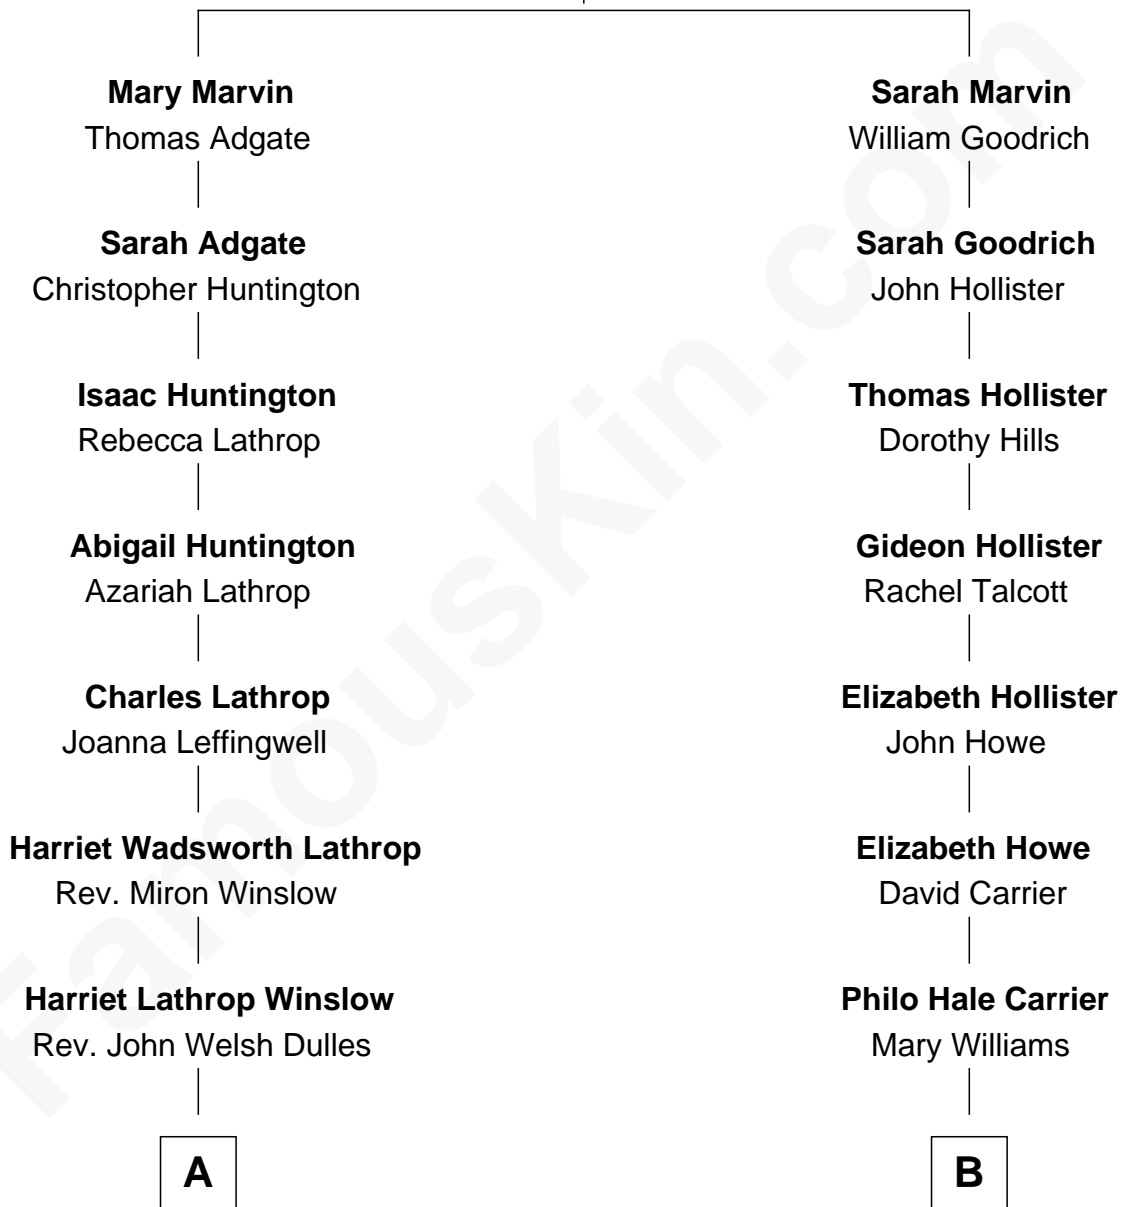 Mary Marvin
Thomas Adgate
Sarah Adgate
Christopher Huntington
Isaac Huntington
Rebecca Lathrop
Abigail Huntington
Azariah Lathrop
Charles Lathrop
Joanna Leffingwell
Harriet Wadsworth Lathrop
Rev. Miron Winslow
Harriet Lathrop Winslow
Rev. John Welsh Dulles
A
Sarah Marvin
William Goodrich
Sarah Goodrich
John Hollister
Thomas Hollister
Dorothy Hills
Gideon Hollister
Rachel Talcott
Elizabeth Hollister
John Howe
Elizabeth Howe
David Carrier
Philo Hale Carrier
Mary Williams
B
FamousKin.com